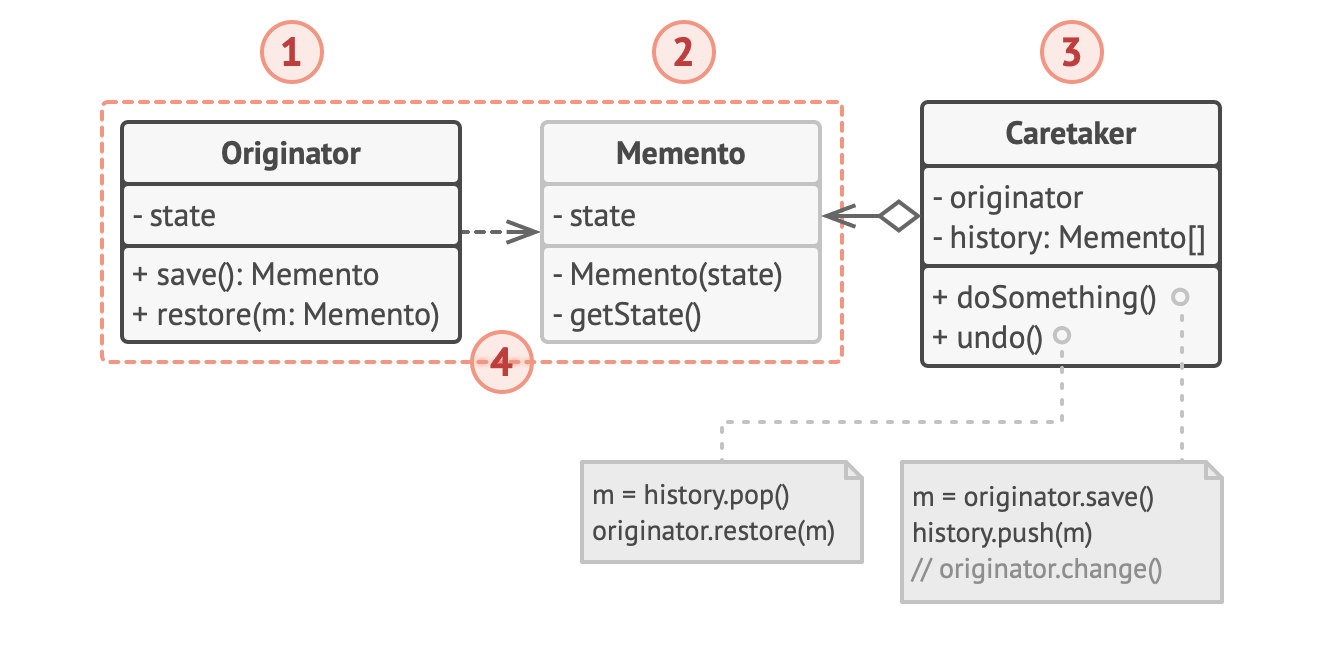 1
2
3
Originator
- state
+ save(): Memento
+ restore(m: Memento)
Memento
- state
- Memento(state)
- getState()
Caretaker
- originator
- history: Memento[]
+ doSomething()
+ undo()
4
m = history.pop()
originator.restore(m)
m = originator.save()
history.push(m)
// originator.change()